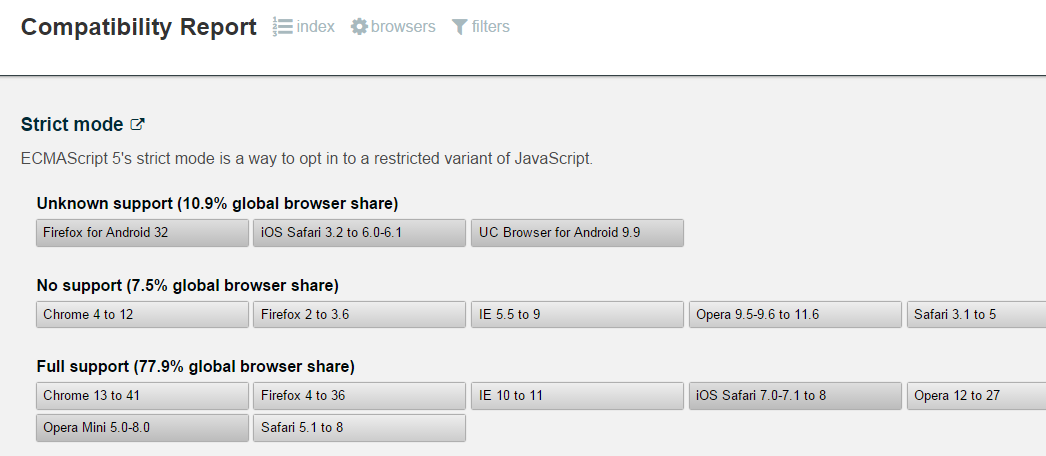 Compatibility Report index browsers filters
Strict mode
ECMAScript 5's strict mode is a way to opt in to a restricted variant of JavaScript.
Unknown support (10.9% global browser share)
Firefox for Android 32 iOS Safari 3.2 to 6.0-6.1 UC Browser for Android 9.9
No support (7.5% global browser share)
Chrome 4 to 12 Firefox 2 to 3.6 IE 5.5 to 9 Opera 9.5-9.6 to 11.6 Safari 3.1 to 5
Full support (77.9% global browser share)
Chrome 13 to 41 Firefox 4 to 36 IE 10 to 11 iOS Safari 7.0-7.1 to 8 Opera 12 to 27
Opera Mini 5.0-8.0 Safari 5.1 to 8